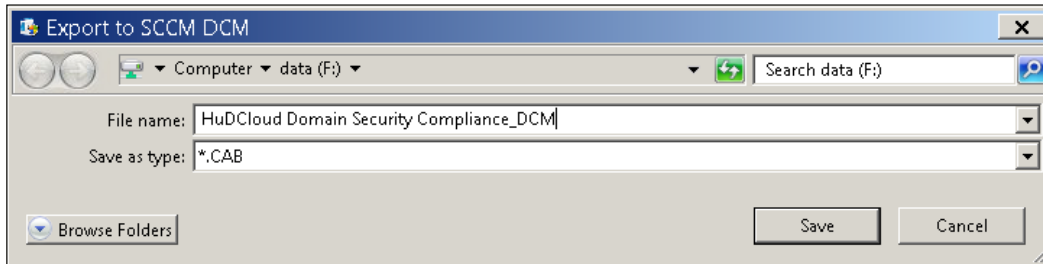 Export to SCCM DCM
Computer data (F:) Search data (F:)
File name: HuDCloud Domain Security Compliance_DCM
Save as type: *.CAB
Browse Folders Save Cancel